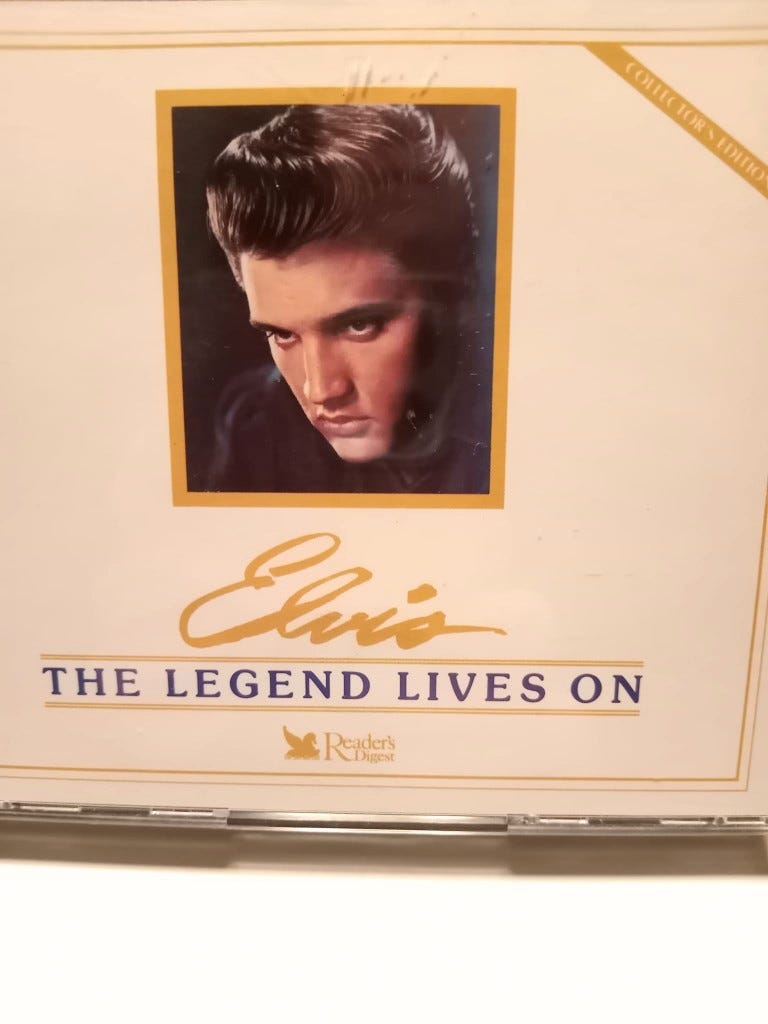 COLLECTOR'S EDITION
Elvis
THE LEGEND LIVES ON
Reader's
Digest